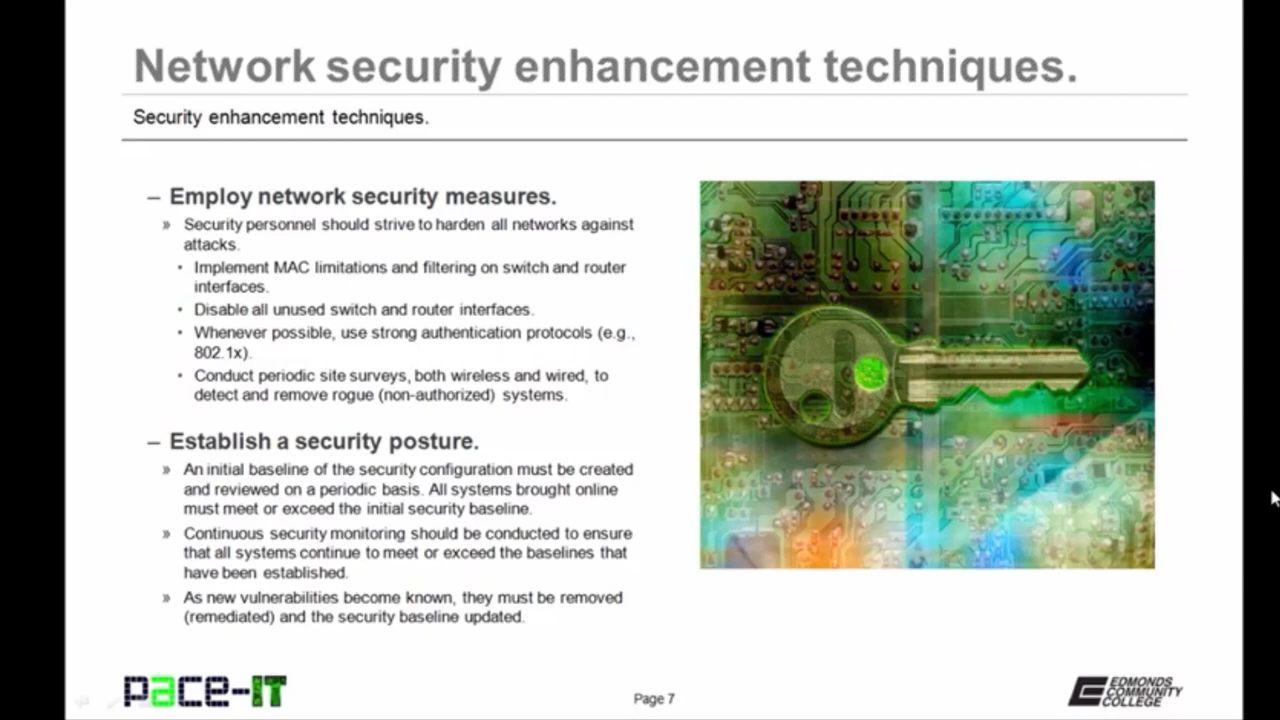 Network security enhancement techniques.
Security enhancement techniques.
– Employ network security measures.
» Security personnel should strive to harden all networks against
attacks.
• Implement MAC limitations and filtering on switch and router
interfaces.
• Disable all unused switch and router interfaces.
• Whenever possible, use strong authentication protocols (e.g.,
802.1x).
• Conduct periodic site surveys, both wireless and wired, to
detect and remove rogue (non-authorized) systems.
– Establish a security posture.
» An initial baseline of the security configuration must be created
and reviewed on a periodic basis. All systems brought online
must meet or exceed the initial security baseline.
» Continuous security monitoring should be conducted to ensure
that all systems continue to meet or exceed the baselines that
have been established.
» As new vulnerabilities become known, they must be removed
(remediated) and the security baseline updated.
pace-IT
Page 7
EDMONDS
COMMUNITY
COLLEGE